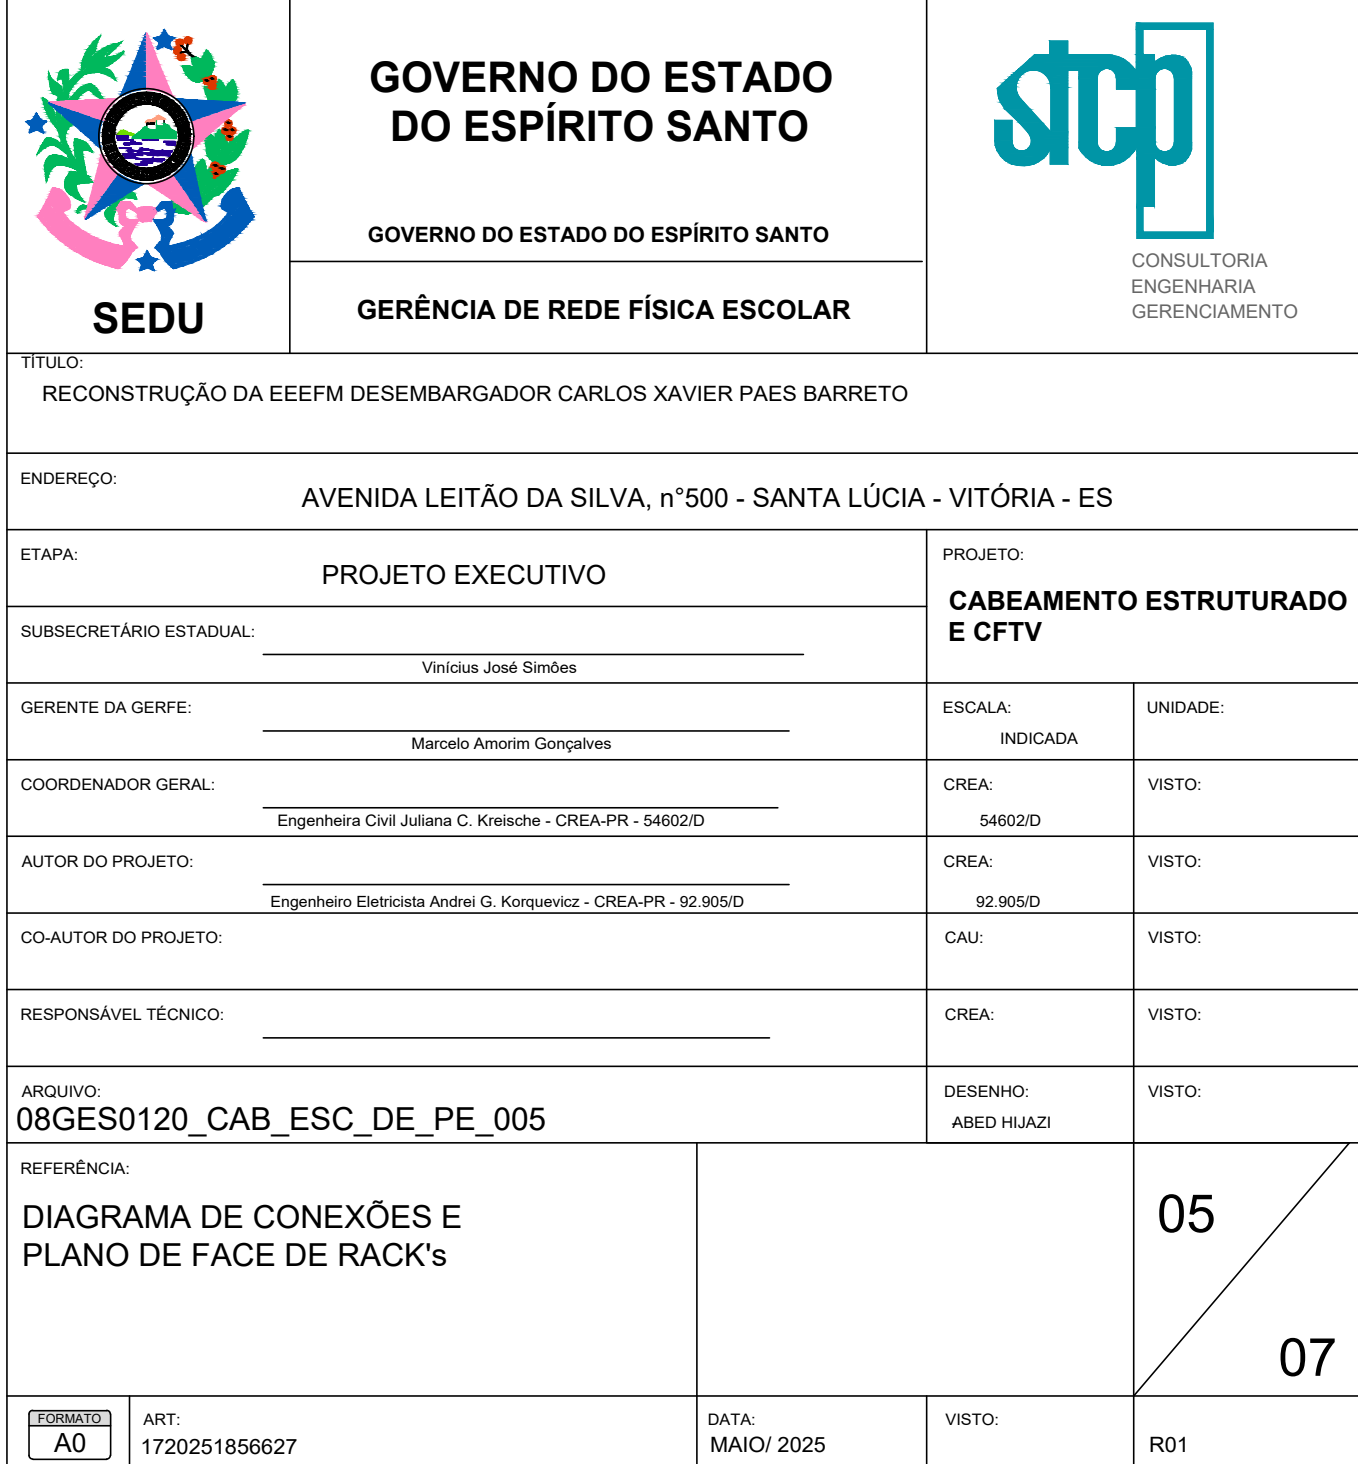 GOVERNO DO ESTADO
DO ESPÍRITO SANTO
GOVERNO DO ESTADO DO ESPÍRITO SANTO
SEDU
GERÊNCIA DE REDE FÍSICA ESCOLAR
stcp
CONSULTORIA
ENGENHARIA
GERENCIAMENTO
TÍTULO:
RECONSTRUÇÃO DA EEEFM DESEMBARGADOR CARLOS XAVIER PAES BARRETO
ENDEREÇO:
AVENIDA LEITÃO DA SILVA, n°500 - SANTA LÚCIA - VITÓRIA - ES
ETAPA:
PROJETO EXECUTIVO
PROJETO:
CABEAMENTO ESTRUTURADO
E CFTV
SUBSECRETÁRIO ESTADUAL:
Vinícius José Simôes
GERENTE DA GERFE:
Marcelo Amorim Gonçalves
ESCALA:
INDICADA
UNIDADE:
COORDENADOR GERAL:
Engenheira Civil Juliana C. Kreische - CREA-PR - 54602/D
CREA:
54602/D
VISTO:
AUTOR DO PROJETO:
Engenheiro Eletricista Andrei G. Korquevicz - CREA-PR - 92.905/D
CREA:
92.905/D
VISTO:
CO-AUTOR DO PROJETO:
CAU:
VISTO:
RESPONSÁVEL TÉCNICO:
CREA:
VISTO:
ARQUIVO:
08GES0120_CAB_ESC_DE_PE_005
DESENHO:
ABED HIJAZI
VISTO:
REFERÊNCIA:
DIAGRAMA DE CONEXÕES E
PLANO DE FACE DE RACK's
05
07
FORMATO
A0
ART:
1720251856627
DATA:
MAIO/ 2025
VISTO:
R01